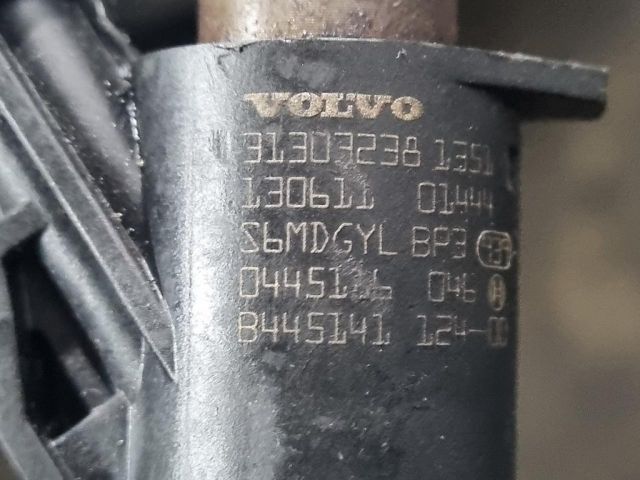 VOLVO
31303238 1351
130611 01444
S6MDGYL BP3
046
B445141 124-